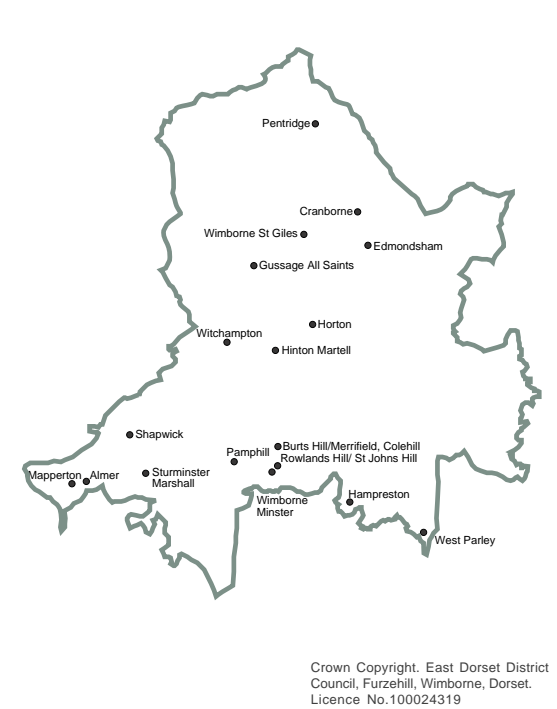 Pentridge
Cranborne
Wimborne St Giles
Edmondsham
Gussage All Saints
Horton
Witchampton
Hinton Martell
Shapwick
Burts Hill/Merrifield, Colehill
Pamphill
Rowlands Hill/ St Johns Hill
Mapperton
Almer
Sturminster
Marshall
Wimborne
Minster
Hampreston
West Parley
Crown Copyright. East Dorset District
Council, Furzehill, Wimborne, Dorset.
Licence No.100024319